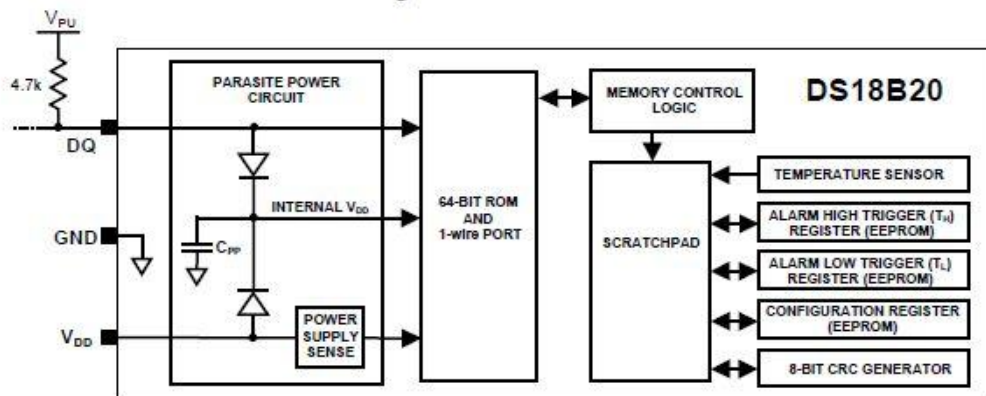 V_PU
4.7k
PARASITE POWER
CIRCUIT
MEMORY CONTROL
LOGIC
DS18B20
DQ
TEMPERATURE SENSOR
INTERNAL V_DD
64-BIT ROM
AND
1-wire PORT
ALARM HIGH TRIGGER (T_H)
REGISTER (EEPROM)
GND
C_PP
SCRATCHPAD
ALARM LOW TRIGGER (T_L)
REGISTER (EEPROM)
V_DD
POWER
SUPPLY
SENSE
CONFIGURATION REGISTER
(EEPROM)
8-BIT CRC GENERATOR